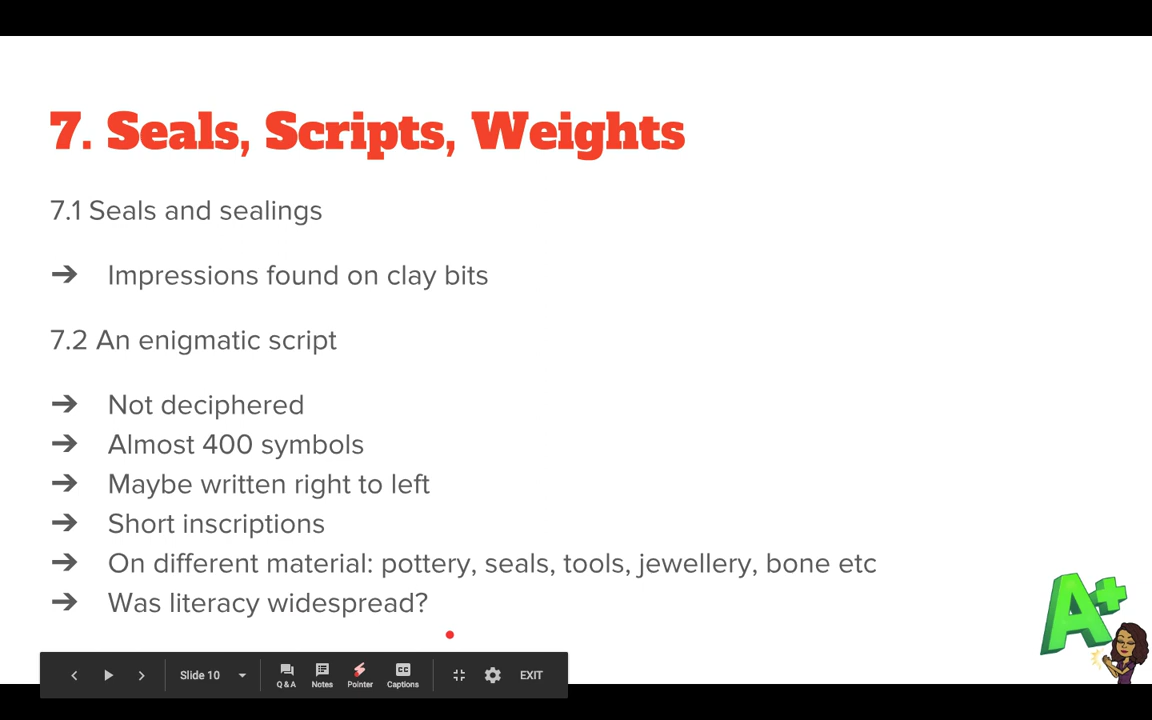 7. Seals, Scripts, Weights
7.1 Seals and sealings
➔ Impressions found on clay bits
7.2 An enigmatic script
➔ Not deciphered
➔ Almost 400 symbols
➔ Maybe written right to left
➔ Short inscriptions
➔ On different material: pottery, seals, tools, jewellery, bone etc
➔ Was literacy widespread?
A+
Slide 10
Q & A
Notes
Pointer
CC Captions
EXIT